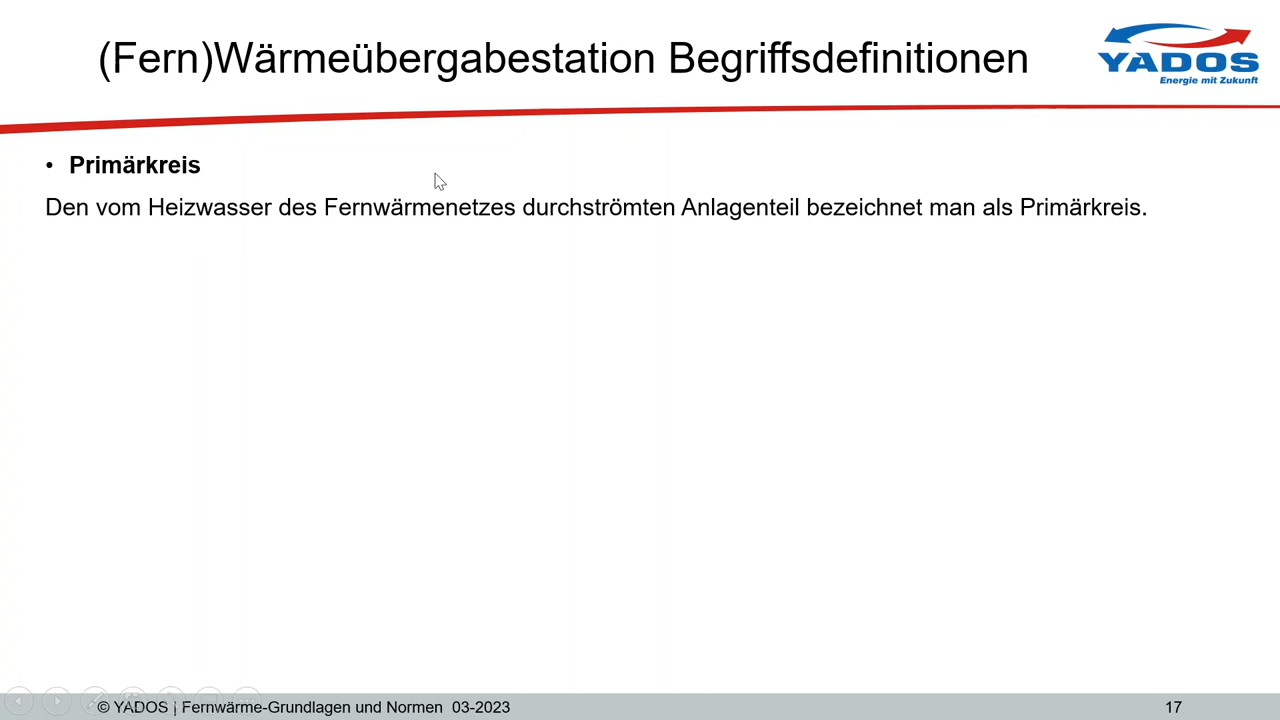 (Fern)Wärmeübergabestation Begriffsdefinitionen
YADOS
Energie mit Zukunft
• Primärkreis
Den vom Heizwasser des Fernwärmenetzes durchströmten Anlagenteil bezeichnet man als Primärkreis.
© YADOS | Fernwärme-Grundlagen und Normen 03-2023
17